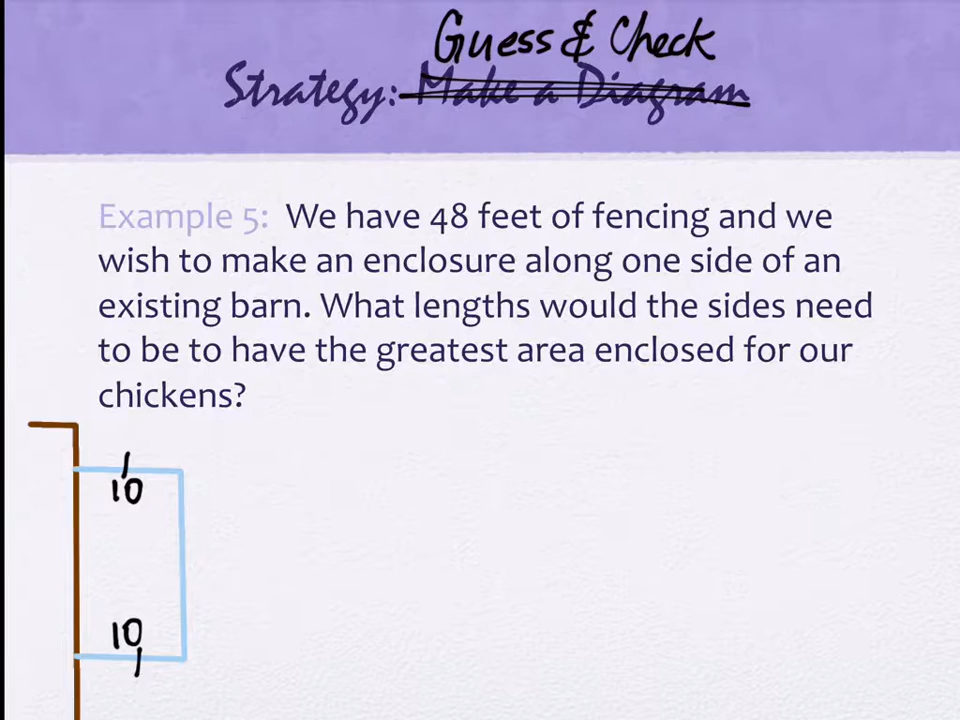 Guess & Check
Strategy: Make a Diagram
Example 5: We have 48 feet of fencing and we
wish to make an enclosure along one side of an
existing barn. What lengths would the sides need
to be to have the greatest area enclosed for our
chickens?
10
10